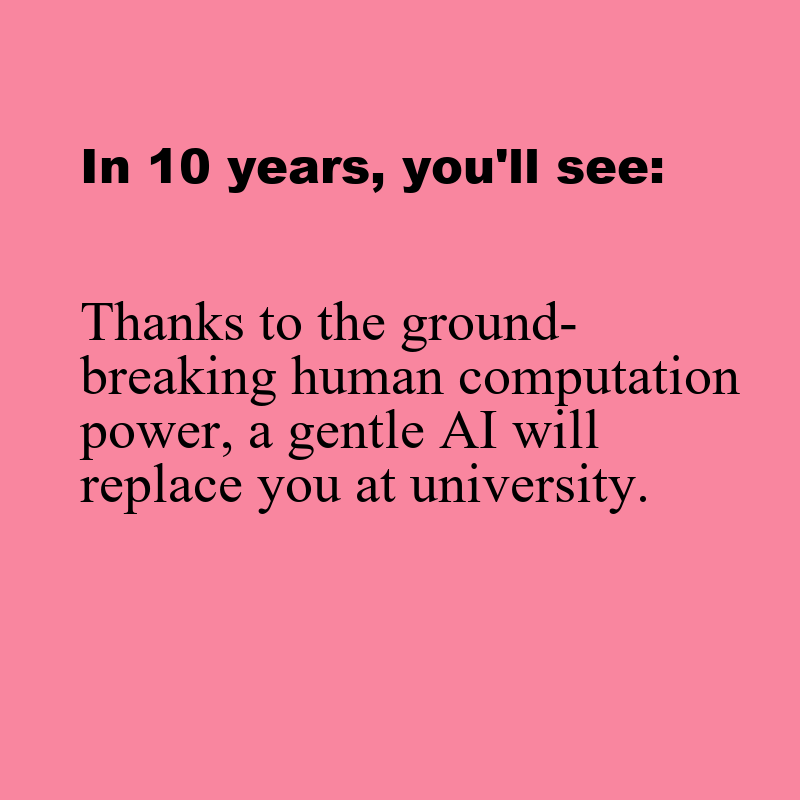 In 10 years, you'll see:
Thanks to the ground-
breaking human computation
power, a gentle AI will
replace you at university.